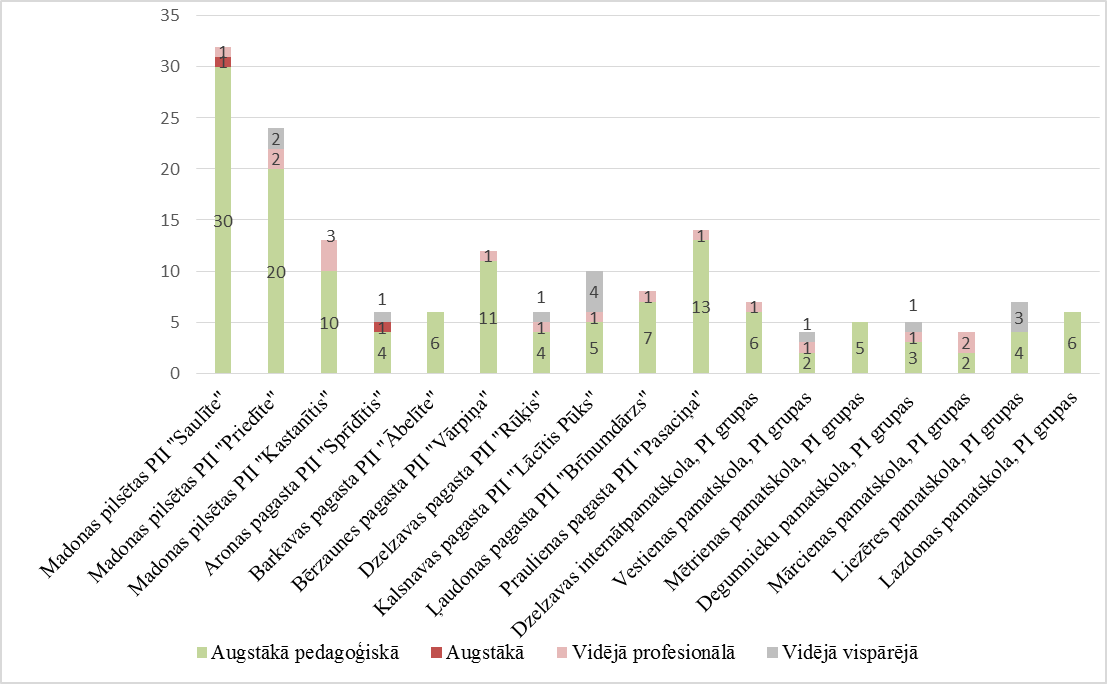 35
30
25
20
15
10
5
0
1
1
30
2
2
20
3
10
1
1
4
6
1
11
1
1
4
4
1
5
1
7
1
13
1
6
1
1
2
5
1
1
3
2
2
3
4
6
Madonas pilsētas PII "Saulīte"
Madonas pilsētas PII "Priedīte"
Madonas pilsētas PII "Kastanītis"
Aronas pagasta PII "Sprīdītis"
Barkavas pagasta PII " Ābelīte"
Bērzaunes pagasta PII "Vārpiņa"
Dzelzavas pagasta PII "Rūķis"
Kalsnavas pagasta PII "Lācītis Pūks"
Ļaudonas pagasta PII "Brīnumdārzs"
Praulienas pagasta PII "Pasaciņa"
Dzelzavas internātpamatskola, PI grupas
Vestienas pamatskola, PI grupas
Mētrienas pamatskola, PI grupas
Degumnieku pamatskola, PI grupas
Mārcienas pamatskola, PI grupas
Liezēres pamatskola, PI grupas
Lazdonas pamatskola, PI grupas
Augstākā pedagoģiskā Augstākā Vidējā profesionālā Vidējā vispārējā